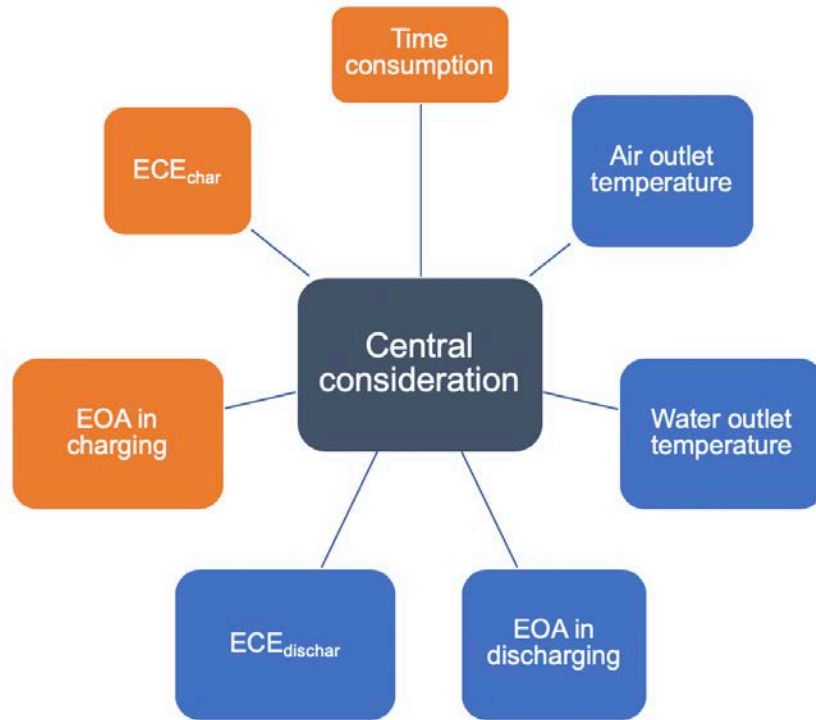 Time
consumption
Air outlet
temperature
ECEchar
Central
consideration
EOA in
charging
Water outlet
temperature
ECEdischar
EOA in
discharging